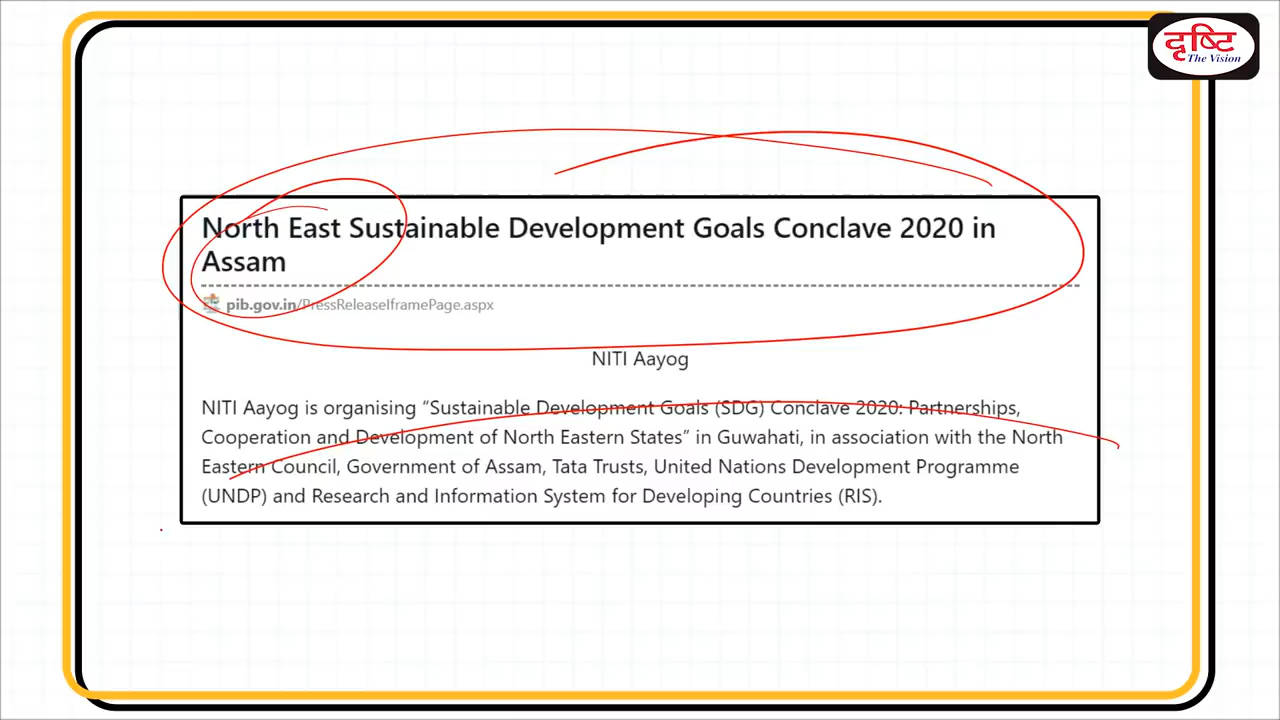 दृष्टि
The Vision
North East Sustainable Development Goals Conclave 2020 in
Assam
pib.gov.in/PressReleaseIframePage.aspx
NITI Aayog
NITI Aayog is organising “Sustainable Development Goals (SDG) Conclave 2020: Partnerships,
Cooperation and Development of North Eastern States” in Guwahati, in association with the North
Eastern Council, Government of Assam, Tata Trusts, United Nations Development Programme
(UNDP) and Research and Information System for Developing Countries (RIS).